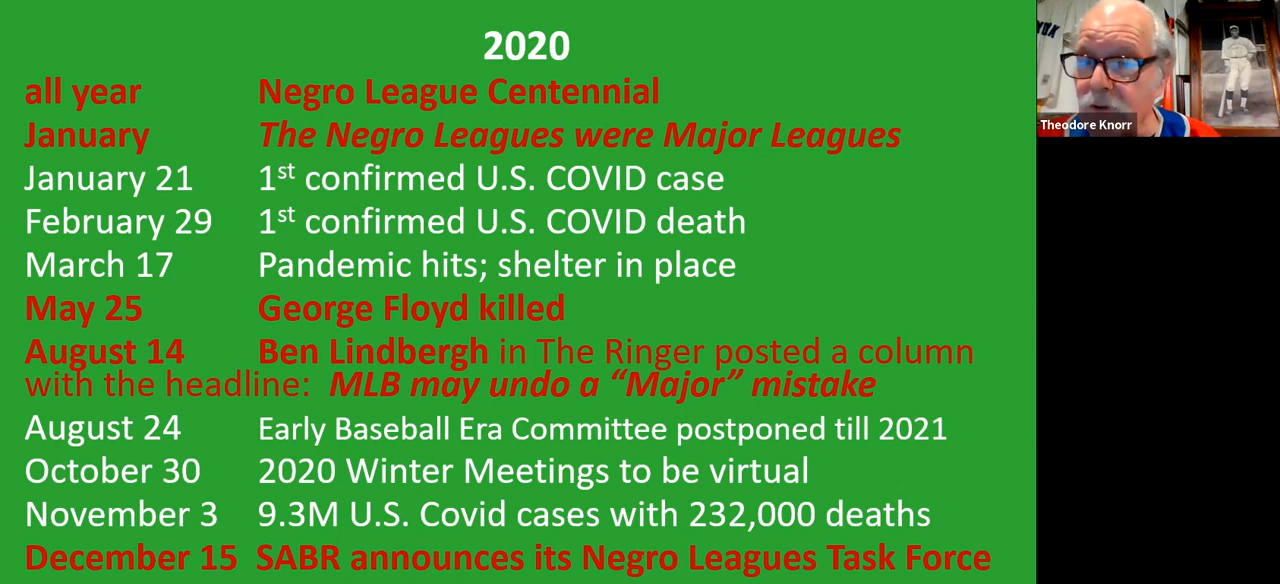 2020
all year Negro League Centennial
January The Negro Leagues were Major Leagues
January 21 1st confirmed U.S. COVID case
February 29 1st confirmed U.S. COVID death
March 17 Pandemic hits; shelter in place
May 25 George Floyd killed
August 14 Ben Lindbergh in The Ringer posted a column
with the headline: MLB may undo a “Major” mistake
August 24 Early Baseball Era Committee postponed till 2021
October 30 2020 Winter Meetings to be virtual
November 3 9.3M U.S. Covid cases with 232,000 deaths
December 15 SABR announces its Negro Leagues Task Force
Theodore Knorr